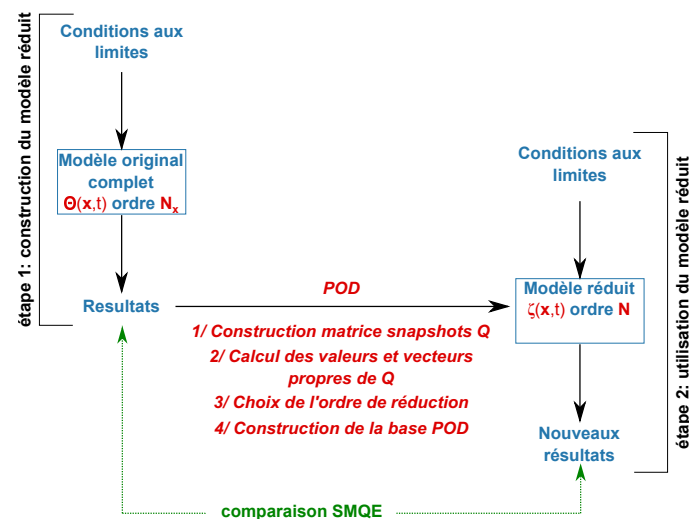 étape 1: construction du modèle réduit
Conditions aux
limites
Modèle original
complet
Θ(x,t) ordre Nx
Resultats
POD
1/ Construction matrice snapshots Q
2/ Calcul des valeurs et vecteurs
propres de Q
3/ Choix de l'ordre de réduction
4/ Construction de la base POD
Conditions aux
limites
Modèle réduit
ζ(x,t) ordre N
Nouveaux
résultats
étape 2: utilisation du modèle réduit
comparaison SMQE